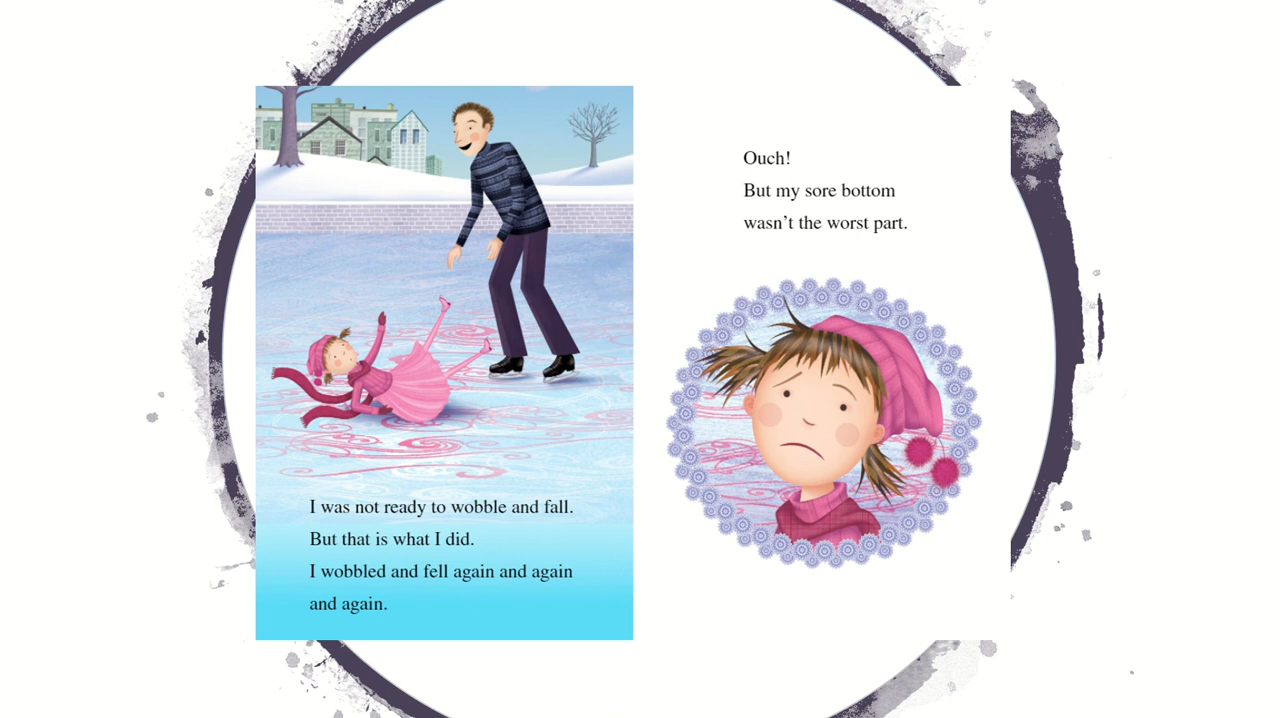 I was not ready to wobble and fall.
But that is what I did.
I wobbled and fell again and again
and again.
Ouch!
But my sore bottom
wasn’t the worst part.